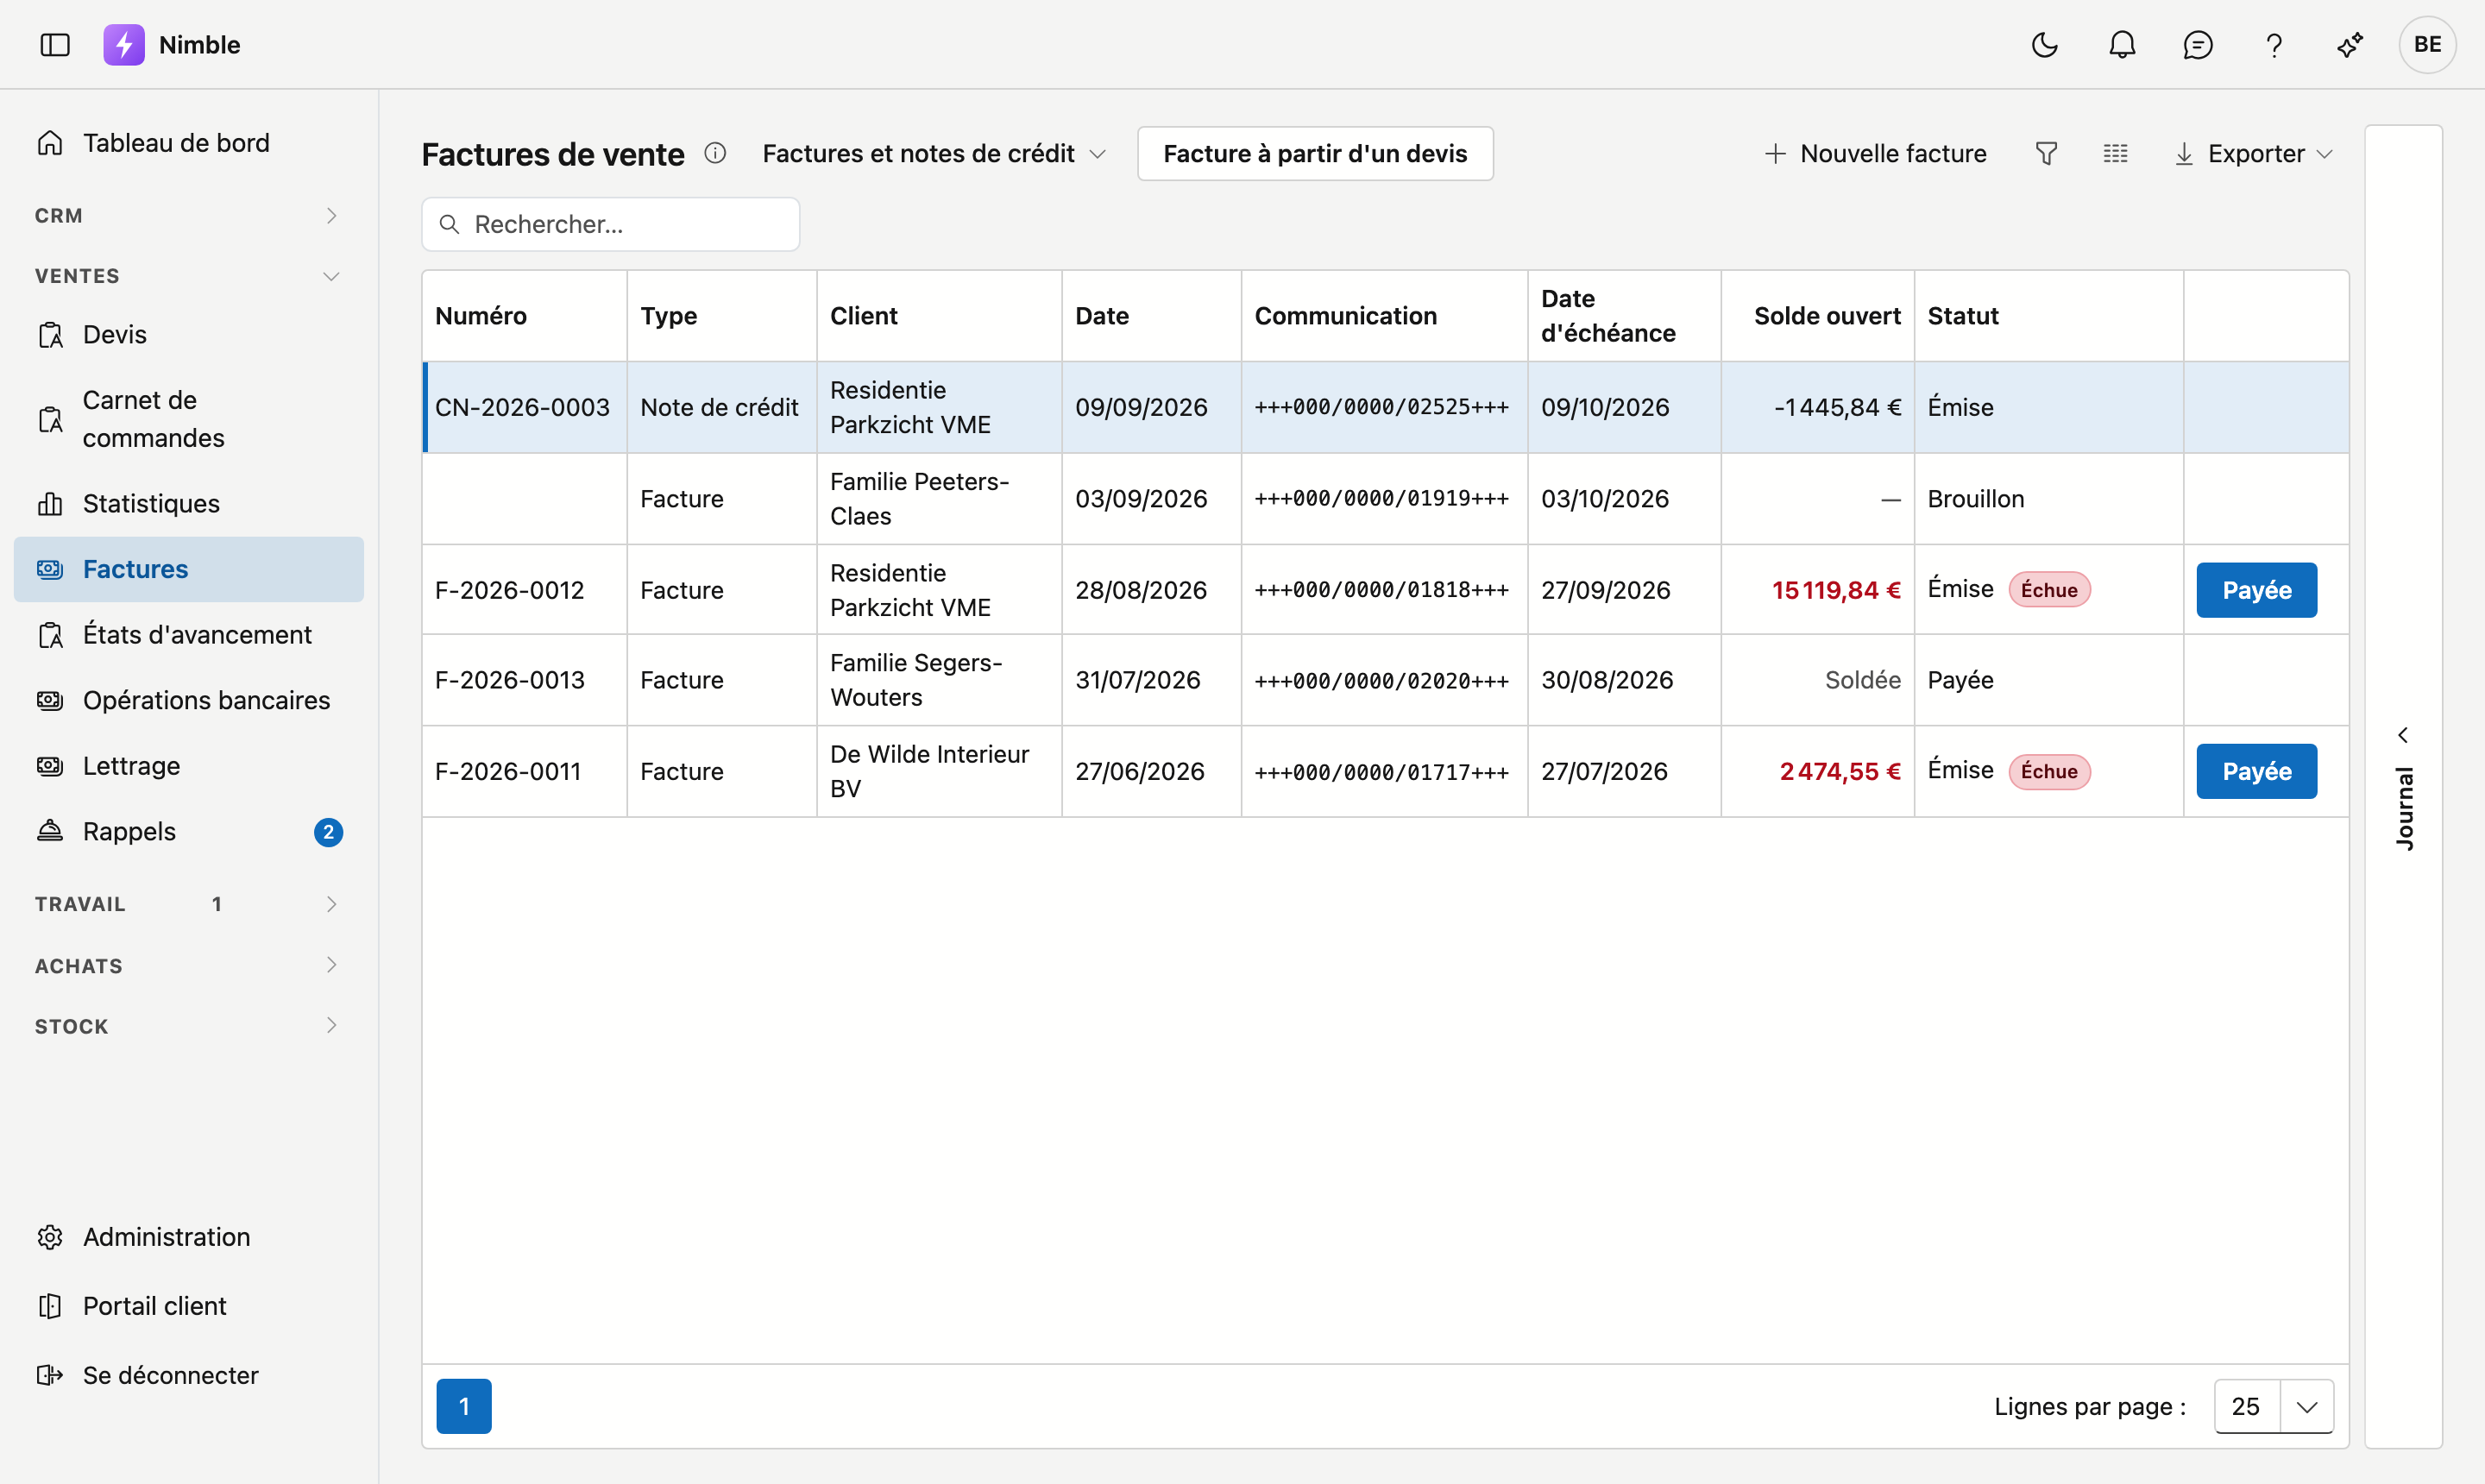 Nimble
BE
Tableau de bord
CRM
VENTES
Devis
Carnet de
commandes
Statistiques
Factures
États d'avancement
Opérations bancaires
Lettrage
Rappels 2
TRAVAIL 1
ACHATS
STOCK
Administration
Portail client
Se déconnecter
Factures de vente Factures et notes de crédit Facture à partir d'un devis Nouvelle facture Exporter
Rechercher...
Numéro Type Client Date Communication Date d'échéance Solde ouvert Statut
CN-2026-0003 Note de crédit Residentie Parkzicht VME 09/09/2026 +++000/0000/02525+++ 09/10/2026 -1 445,84 € Émise
Facture Familie Peeters-Claes 03/09/2026 +++000/0000/01919+++ 03/10/2026 — Brouillon
F-2026-0012 Facture Residentie Parkzicht VME 28/08/2026 +++000/0000/01818+++ 27/09/2026 15 119,84 € Émise Échue Payée
F-2026-0013 Facture Familie Segers-Wouters 31/07/2026 +++000/0000/02020+++ 30/08/2026 Soldée Payée
F-2026-0011 Facture De Wilde Interieur BV 27/06/2026 +++000/0000/01717+++ 27/07/2026 2 474,55 € Émise Échue Payée
1
Lignes par page : 25
Journal